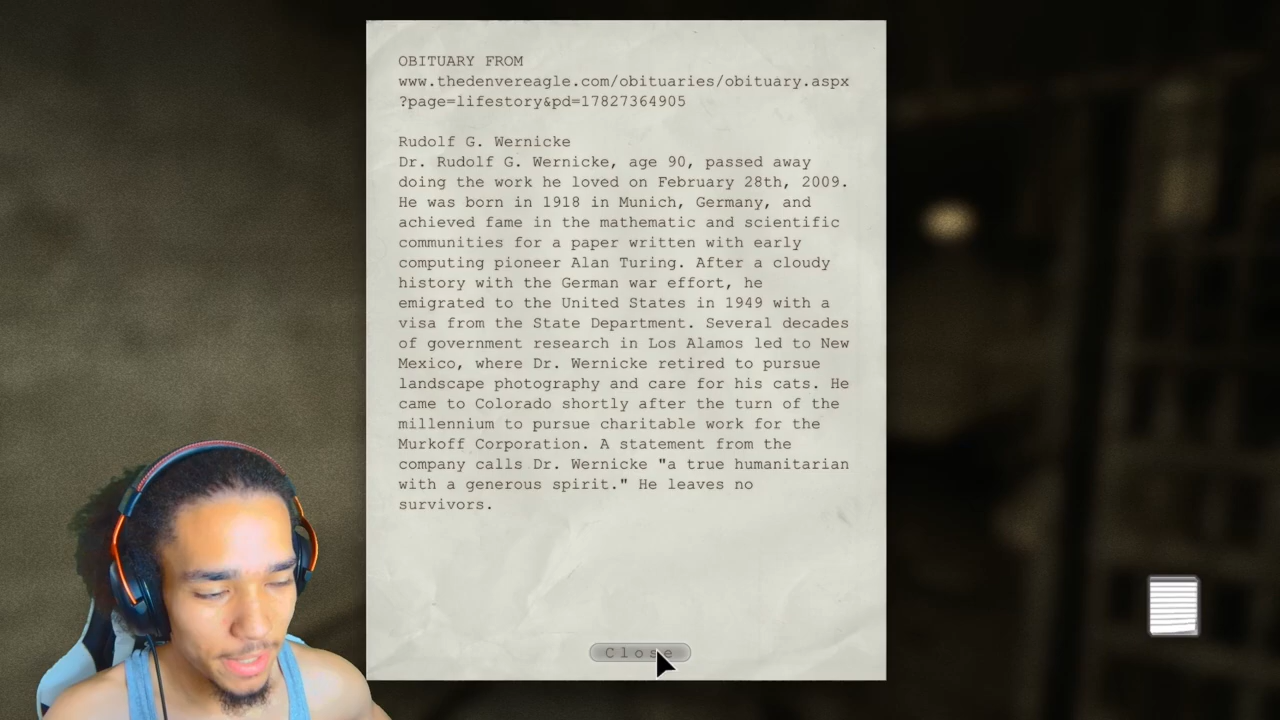 OBITUARY FROM
www.thedenvereagle.com/obituaries/obituary.aspx
?page=lifestory&pd=17827364905
Rudolf G. Wernicke
Dr. Rudolf G. Wernicke, age 90, passed away
doing the work he loved on February 28th, 2009.
He was born in 1918 in Munich, Germany, and
achieved fame in the mathematic and scientific
communities for a paper written with early
computing pioneer Alan Turing. After a cloudy
history with the German war effort, he
emigrated to the United States in 1949 with a
visa from the State Department. Several decades
of government research in Los Alamos led to New
Mexico, where Dr. Wernicke retired to pursue
landscape photography and care for his cats. He
came to Colorado shortly after the turn of the
millennium to pursue charitable work for the
Murkoff Corporation. A statement from the
company calls Dr. Wernicke "a true humanitarian
with a generous spirit." He leaves no
survivors.
Close